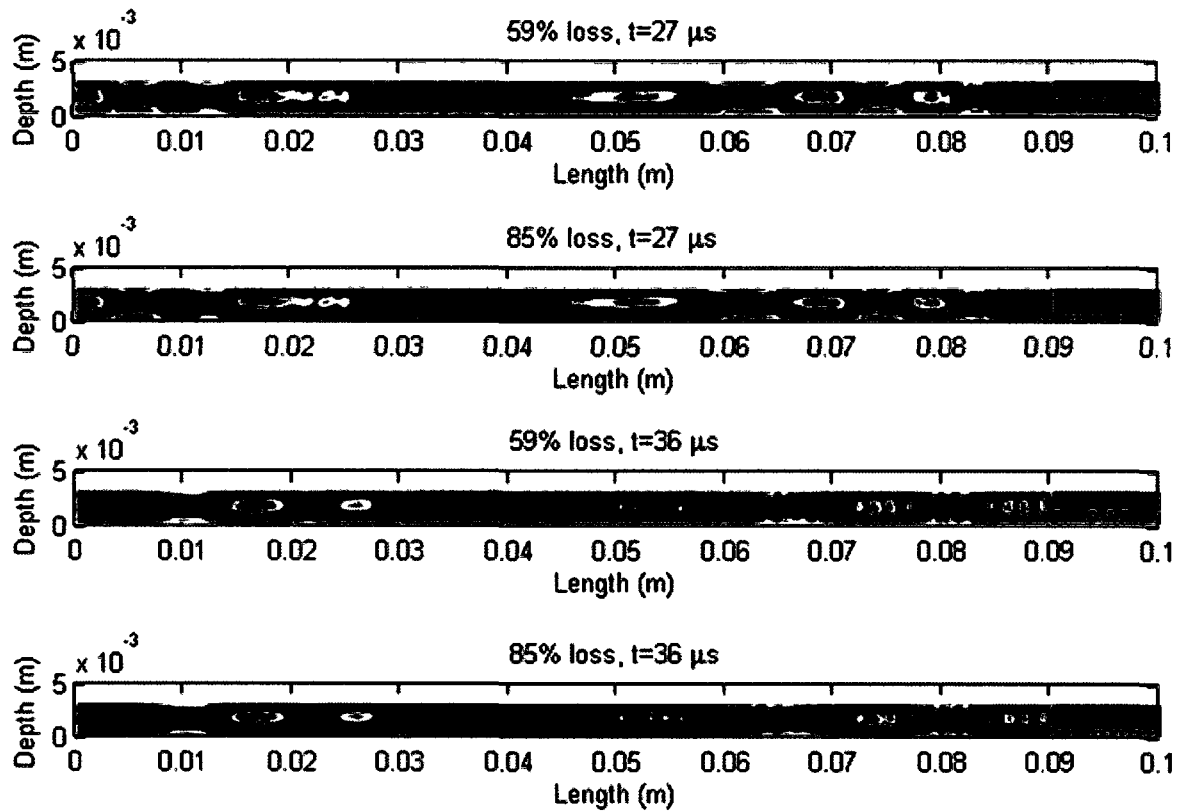 x 10^-3
59% loss, t=27 μs
Depth (m)
5
0
0 0.01 0.02 0.03 0.04 0.05 0.06 0.07 0.08 0.09 0.1
Length (m)
x 10^-3
85% loss, t=27 μs
Depth (m)
5
0
0 0.01 0.02 0.03 0.04 0.05 0.06 0.07 0.08 0.09 0.1
Length (m)
x 10^-3
59% loss, t=36 μs
Depth (m)
5
0
0 0.01 0.02 0.03 0.04 0.05 0.06 0.07 0.08 0.09 0.1
Length (m)
x 10^-3
85% loss, t=36 μs
Depth (m)
5
0
0 0.01 0.02 0.03 0.04 0.05 0.06 0.07 0.08 0.09 0.1
Length (m)